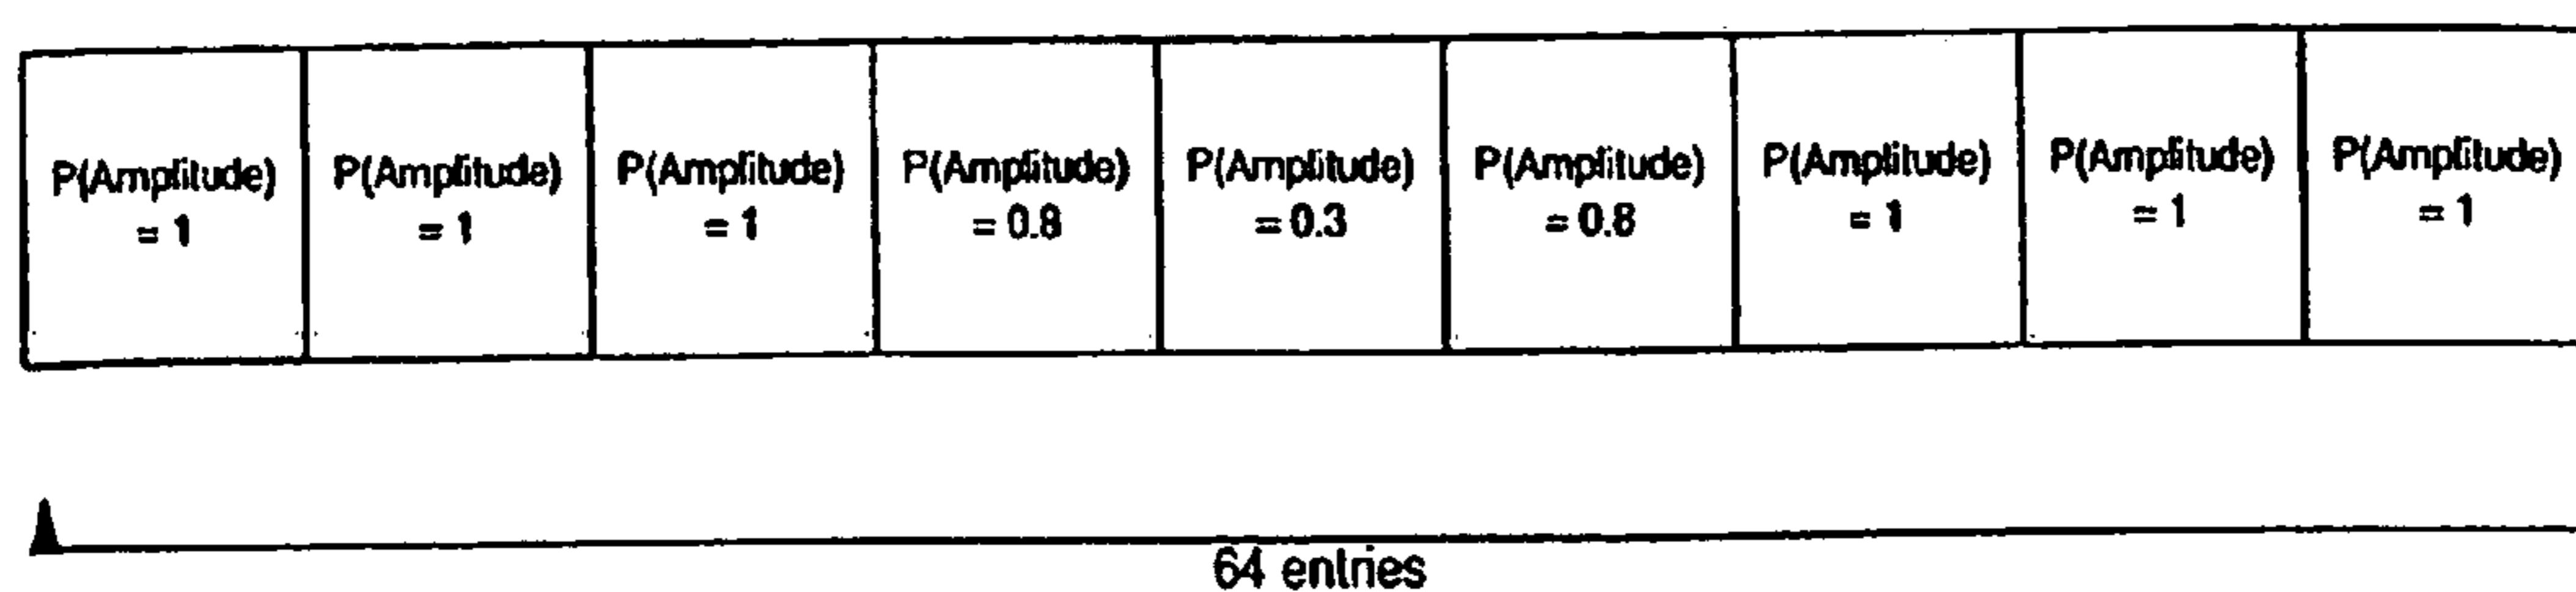 P(Amplitude)
= 1
P(Amplitude)
= 1
P(Amplitude)
= 1
P(Amplitude)
= 0.8
P(Amplitude)
= 0.3
P(Amplitude)
= 0.8
P(Amplitude)
= 1
P(Amplitude)
= 1
P(Amplitude)
= 1
64 entries